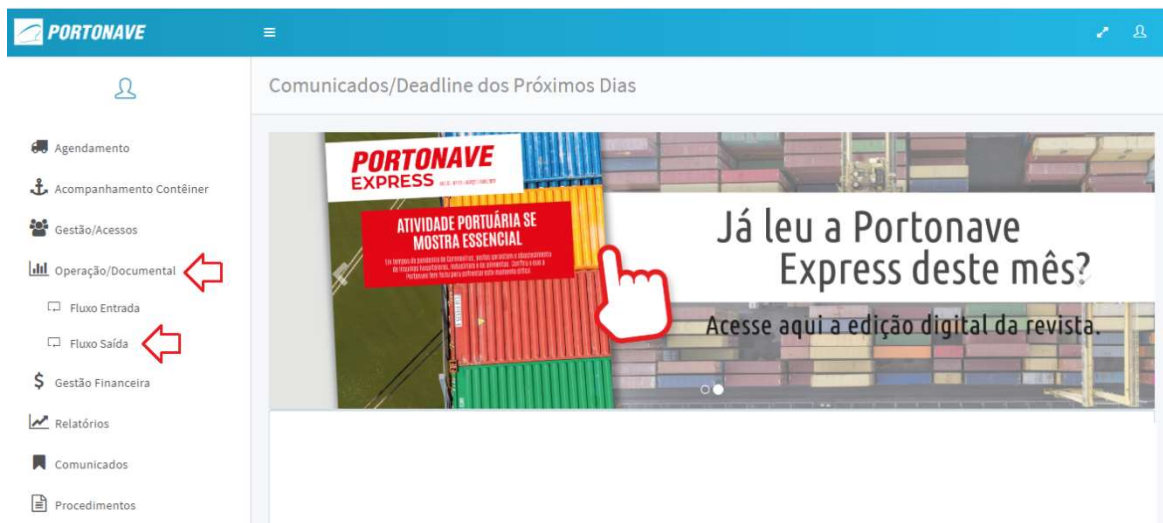 PORTONAVE
Comunicados/Deadline dos Próximos Dias
Agendamento
Acompanhamento Contêiner
Gestão/Acessos
Operação/Documental
Fluxo Entrada
Fluxo Saída
Gestão Financeira
Relatórios
Comunicados
Procedimentos
PORTONAVE
EXPRESS
ATIVIDADE PORTUÁRIA SE
MOSTRA ESSENCIAL
Já leu a Portonave
Express deste mês?
Acesse aqui a edição digital da revista.